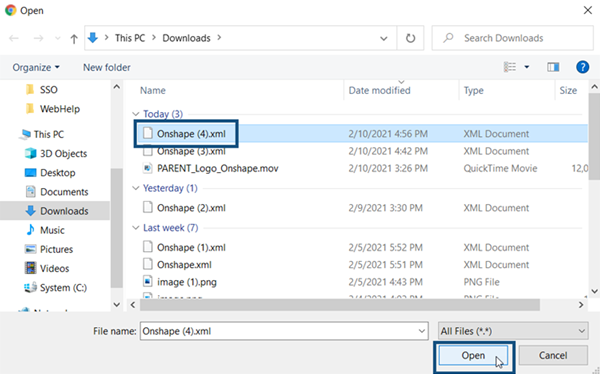 Open
This PC > Downloads >
Search Downloads
Organize
New folder
Name
Date modified
Type
Size
SSO
WebHelp
This PC
3D Objects
Desktop
Documents
Downloads
Music
Pictures
Videos
System (C:)
Today (3)
Onshape (4).xml 2/10/2021 4:56 PM XML Document
Onshape (3).xml 2/10/2021 4:42 PM XML Document
PARENT_Logo_Onshape.mov 2/10/2021 3:26 PM QuickTime Movie 12,0
Yesterday (1)
Onshape (2).xml 2/9/2021 3:30 PM XML Document
Last week (7)
Onshape (1).xml 2/5/2021 5:52 PM XML Document
Onshape.xml 2/5/2021 5:51 PM XML Document
image (1).png 2/5/2021 4:43 PM PNG File
File name: Onshape (4).xml
All Files (*.*)
Open
Cancel